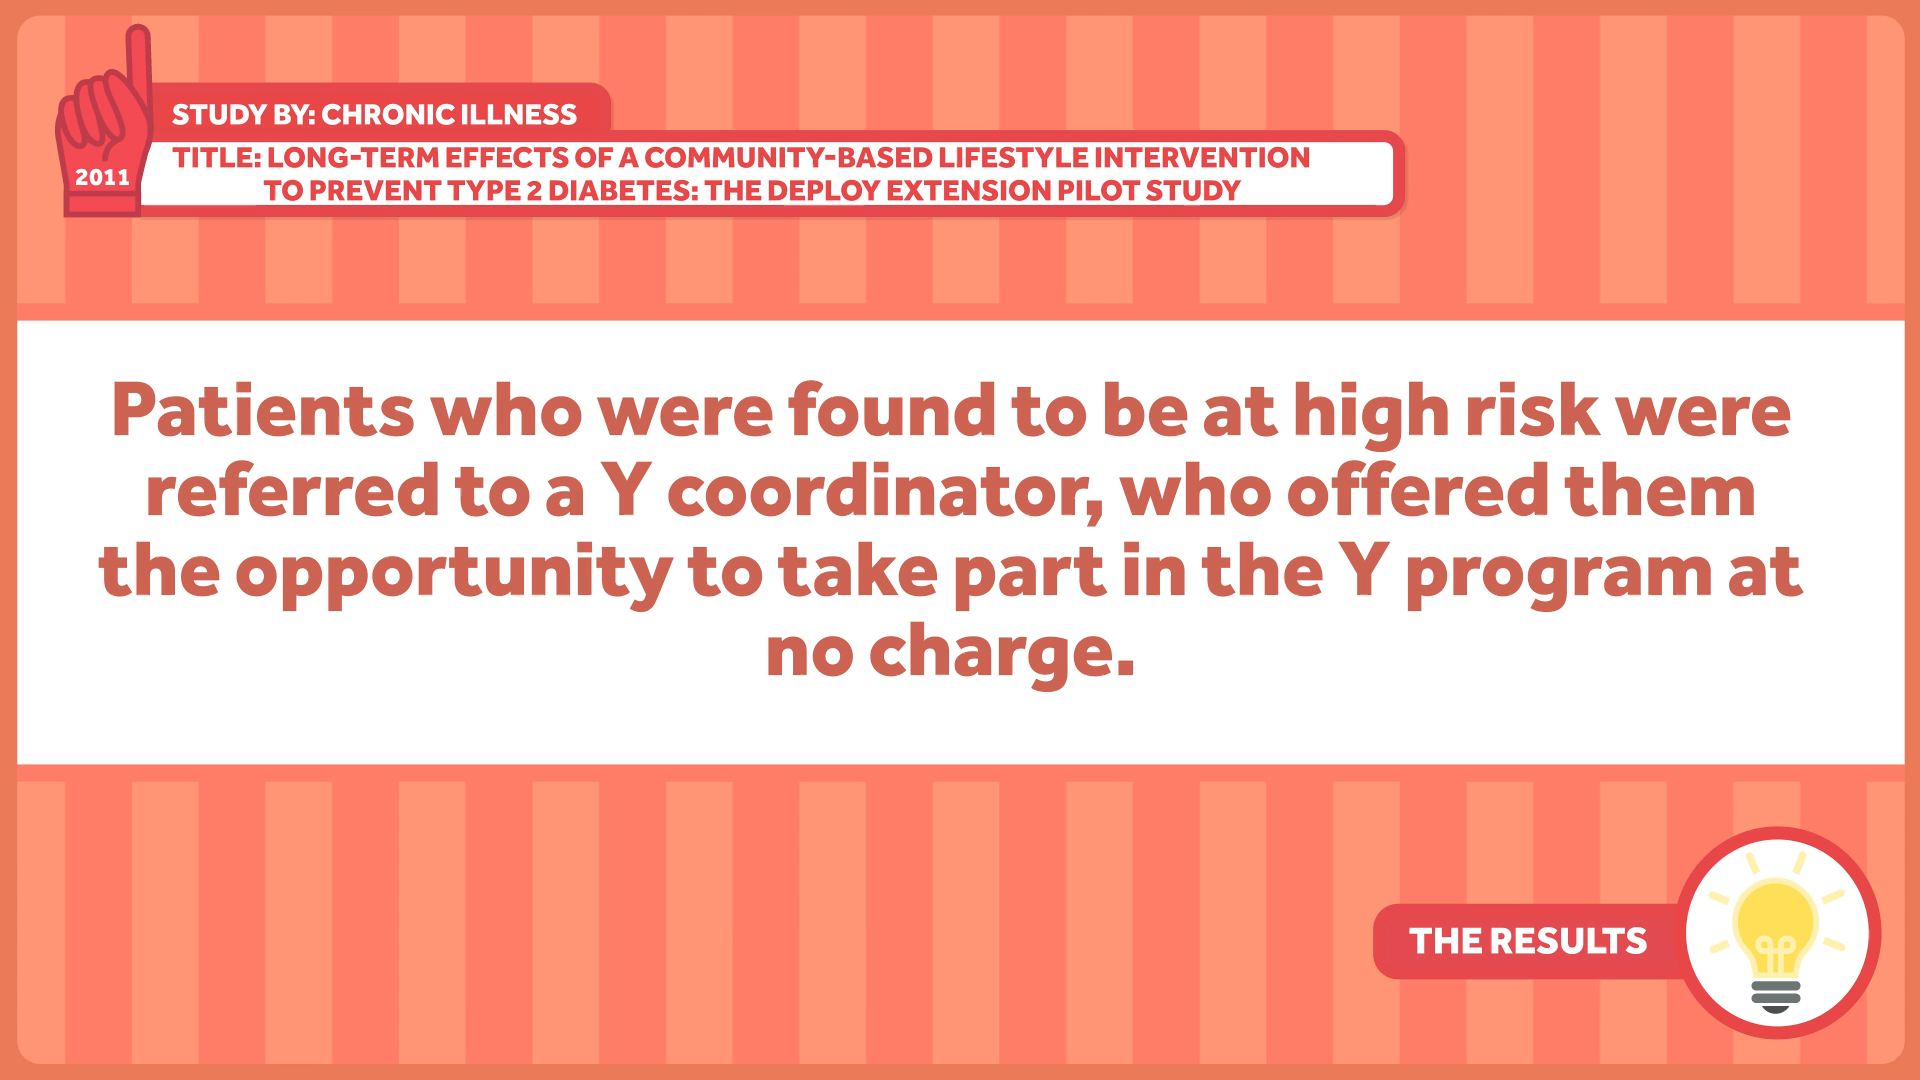 STUDY BY: CHRONIC ILLNESS
TITLE: LONG-TERM EFFECTS OF A COMMUNITY-BASED LIFESTYLE INTERVENTION
TO PREVENT TYPE 2 DIABETES: THE DEPLOY EXTENSION PILOT STUDY
2011
Patients who were found to be at high risk were
referred to a Y coordinator, who offered them
the opportunity to take part in the Y program at
no charge.
THE RESULTS